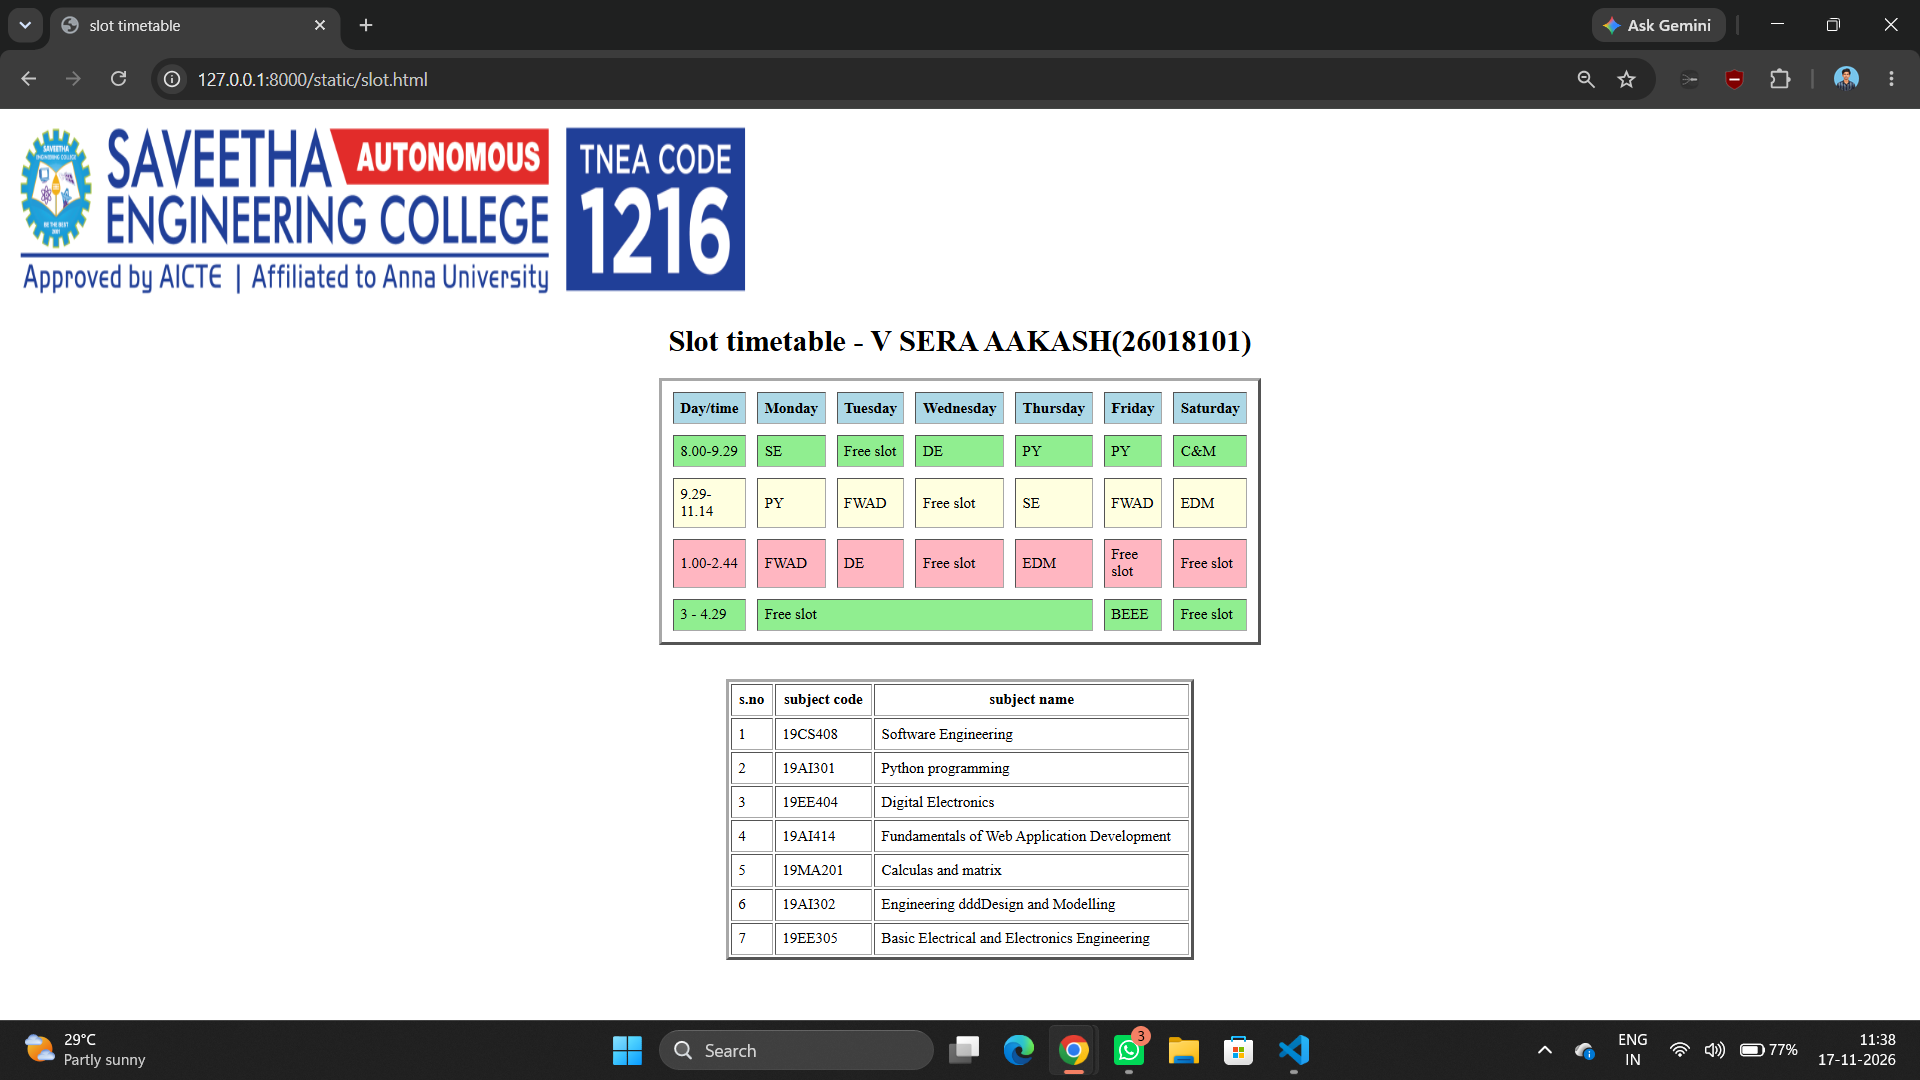 slot timetable
Ask Gemini
127.0.0.1:8000/static/slot.html
SAVEETHA AUTONOMOUS
ENGINEERING COLLEGE
Approved by AICTE | Affiliated to Anna University
TNEA CODE
1216
SAVEETHA
ENGINEERING COLLEGE
BE THE BEST
Slot timetable - V SERA AAKASH(26018101)
Day/time Monday Tuesday Wednesday Thursday Friday Saturday
8.00-9.29 SE Free slot DE PY PY C&M
9.29-11.14 PY FWAD Free slot SE FWAD EDM
1.00-2.44 FWAD DE Free slot EDM Free slot Free slot
3 - 4.29 Free slot BEEE Free slot
s.no subject code subject name
1 19CS408 Software Engineering
2 19AI301 Python programming
3 19EE404 Digital Electronics
4 19AI414 Fundamentals of Web Application Development
5 19MA201 Calculas and matrix
6 19AI302 Engineering dddDesign and Modelling
7 19EE305 Basic Electrical and Electronics Engineering
29°C
Partly sunny
Search
3
ENG
IN
77%
11:38
17-11-2026